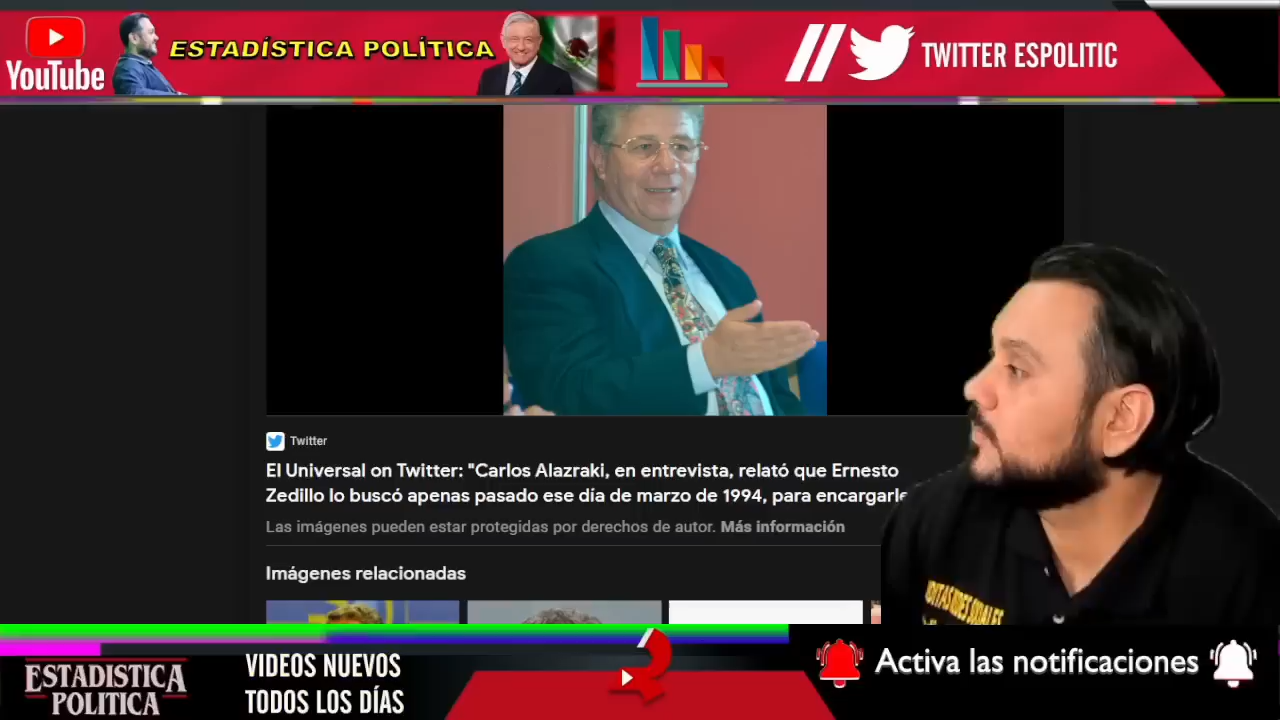 YouTube
ESTADÍSTICA POLÍTICA
TWITTER ESPOLITIC
Twitter
El Universal on Twitter: "Carlos Alazraki, en entrevista, relató que Ernesto
Zedillo lo buscó apenas pasado ese día de marzo de 1994, para encargarle
Las imágenes pueden estar protegidas por derechos de autor. Más información
Imágenes relacionadas
ESTADISTICA
POLÍTICA
VIDEOS NUEVOS
TODOS LOS DÍAS
Activa las notificaciones